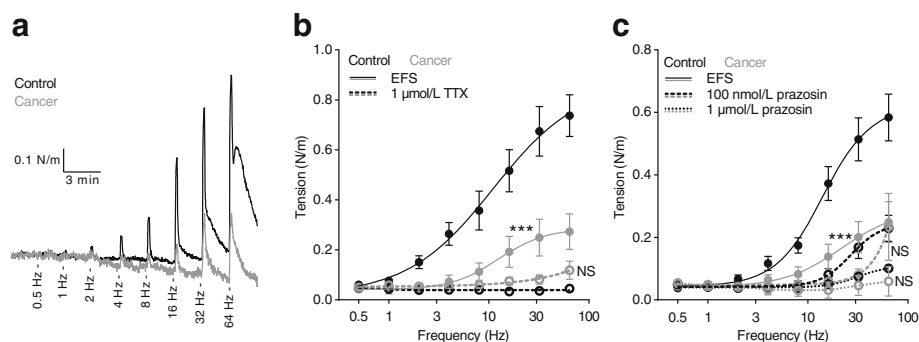 a
Control
Cancer
0.1 N/m
3 min
0.5 Hz -
1 Hz -
2 Hz -
4 Hz -
8 Hz -
16 Hz -
32 Hz -
64 Hz -
b
Control Cancer
EFS
1 µmol/L TTX
Tension (N/m)
1.0
0.8
0.6
0.4
0.2
0.0
***
NS
0.5 1 3 10 30 100
Frequency (Hz)
c
Control Cancer
EFS
100 nmol/L prazosin
1 µmol/L prazosin
Tension (N/m)
0.8
0.6
0.4
0.2
0.0
***
NS
NS
0.5 1 3 10 30 100
Frequency (Hz)